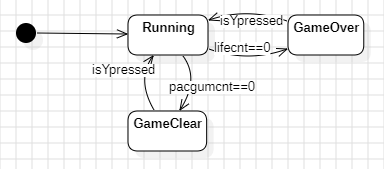 isYpressed
Running
GameOver
lifecnt==0
isYpressed
pacgumcnt==0
GameClear